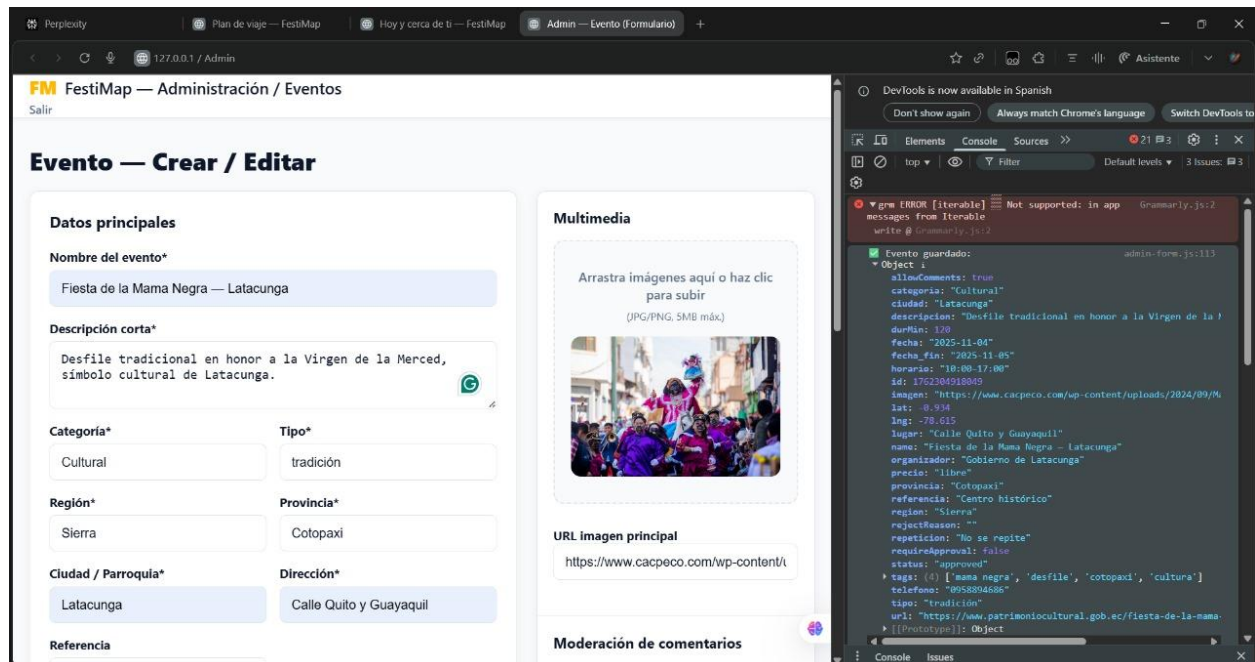 Perplexity
Plan de viaje — FestiMap
Hoy y cerca de ti — FestiMap
Admin — Evento (Formulario)
127.0.0.1 / Admin
Asistente
FM FestiMap — Administración / Eventos
Salir
Evento — Crear / Editar
Datos principales
Nombre del evento*
Fiesta de la Mama Negra — Latacunga
Descripción corta*
Desfile tradicional en honor a la Virgen de la Merced,
símbolo cultural de Latacunga.
Categoría*
Tipo*
Cultural
tradición
Región*
Provincia*
Sierra
Cotopaxi
Ciudad / Parroquia*
Dirección*
Latacunga
Calle Quito y Guayaquil
Referencia
Multimedia
Arrastra imágenes aquí o haz clic
para subir
(JPG/PNG, 5MB máx.)
URL imagen principal
https://www.cacpeco.com/wp-content/u
Moderación de comentarios
DevTools is now available in Spanish
Don't show again
Always match Chrome's language
Switch DevTools to
Elements Console Sources
21 3
top
Filter
Default levels
3 Issues: 3
grm ERROR [iterable] Not supported: in app Grammarly.js:2
messages from Iterable
write @ Grammarly.js:2
Evento guardado: admin-form.js:113
Object i
allowComments: true
categoria: "Cultural"
ciudad: "Latacunga"
descripcion: "Desfile tradicional en honor a la Virgen de la
durMin: 120
fecha: "2025-11-04"
fecha_fin: "2025-11-05"
horario: "10:00-17:00"
id: 1762304918049
imagen: "https://www.cacpeco.com/wp-content/uploads/2024/09/
lat: -0.934
lng: -78.615
lugar: "Calle Quito y Guayaquil"
name: "Fiesta de la Mama Negra — Latacunga"
organizador: "Gobierno de Latacunga"
precio: "libre"
provincia: "Cotopaxi"
referencia: "Centro histórico"
region: "Sierra"
rejectReason: ""
repeticion: "No se repite"
requireApproval: false
status: "approved"
tags: (4) ['mama negra', 'desfile', 'cotopaxi', 'cultura']
telefono: "0958894686"
tipo: "tradición"
url: "https://www.patrimoniocultural.gob.ec/fiesta-de-la-mama-
[[Prototype]]: Object
Console Issues